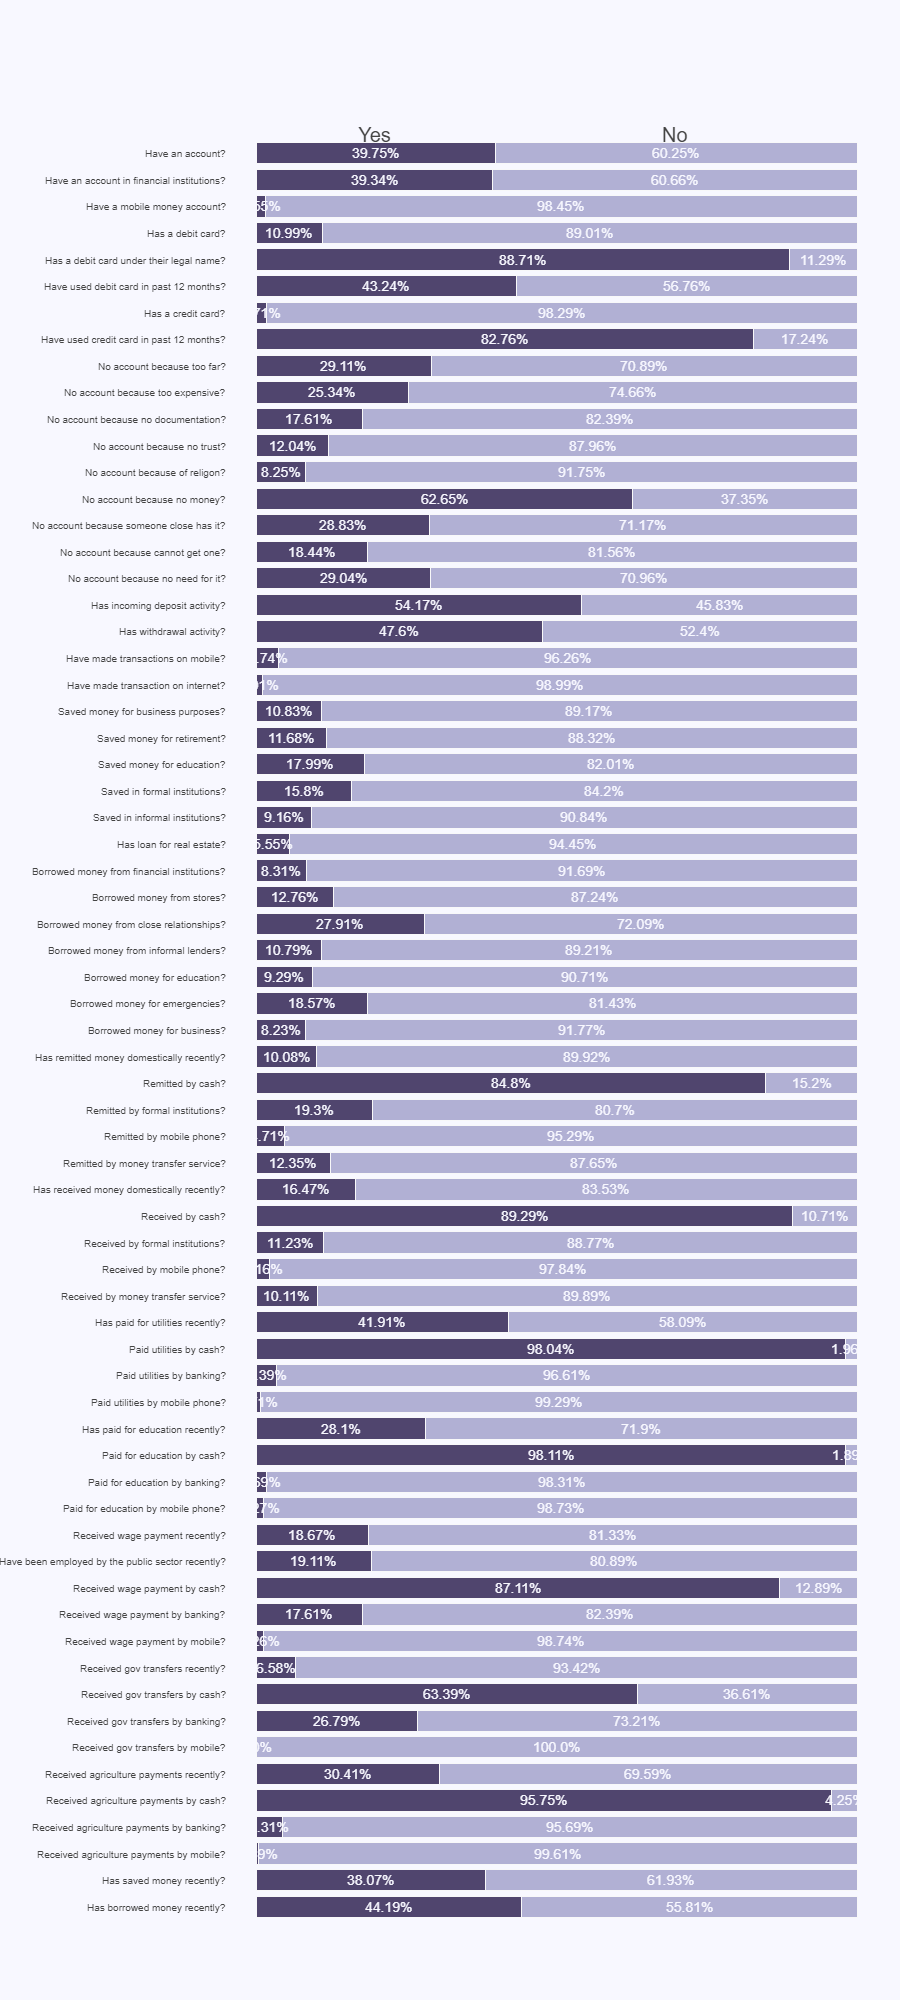 Yes No
Have an account? 39.75% 60.25%
Have an account in financial institutions? 39.34% 60.66%
Have a mobile money account? 55% 98.45%
Has a debit card? 10.99% 89.01%
Has a debit card under their legal name? 88.71% 11.29%
Have used debit card in past 12 months? 43.24% 56.76%
Has a credit card? 71% 98.29%
Have used credit card in past 12 months? 82.76% 17.24%
No account because too far? 29.11% 70.89%
No account because too expensive? 25.34% 74.66%
No account because no documentation? 17.61% 82.39%
No account because no trust? 12.04% 87.96%
No account because of religon? 8.25% 91.75%
No account because no money? 62.65% 37.35%
No account because someone close has it? 28.83% 71.17%
No account because cannot get one? 18.44% 81.56%
No account because no need for it? 29.04% 70.96%
Has incoming deposit activity? 54.17% 45.83%
Has withdrawal activity? 47.6% 52.4%
Have made transactions on mobile? .74% 96.26%
Have made transaction on internet? 1% 98.99%
Saved money for business purposes? 10.83% 89.17%
Saved money for retirement? 11.68% 88.32%
Saved money for education? 17.99% 82.01%
Saved in formal institutions? 15.8% 84.2%
Saved in informal institutions? 9.16% 90.84%
Has loan for real estate? 5.55% 94.45%
Borrowed money from financial institutions? 8.31% 91.69%
Borrowed money from stores? 12.76% 87.24%
Borrowed money from close relationships? 27.91% 72.09%
Borrowed money from informal lenders? 10.79% 89.21%
Borrowed money for education? 9.29% 90.71%
Borrowed money for emergencies? 18.57% 81.43%
Borrowed money for business? 8.23% 91.77%
Has remitted money domestically recently? 10.08% 89.92%
Remitted by cash? 84.8% 15.2%
Remitted by formal institutions? 19.3% 80.7%
Remitted by mobile phone? .71% 95.29%
Remitted by money transfer service? 12.35% 87.65%
Has received money domestically recently? 16.47% 83.53%
Received by cash? 89.29% 10.71%
Received by formal institutions? 11.23% 88.77%
Received by mobile phone? 16% 97.84%
Received by money transfer service? 10.11% 89.89%
Has paid for utilities recently? 41.91% 58.09%
Paid utilities by cash? 98.04% 1.96
Paid utilities by banking? .39% 96.61%
Paid utilities by mobile phone? 1% 99.29%
Has paid for education recently? 28.1% 71.9%
Paid for education by cash? 98.11% 1.89
Paid for education by banking? 69% 98.31%
Paid for education by mobile phone? 27% 98.73%
Received wage payment recently? 18.67% 81.33%
Have been employed by the public sector recently? 19.11% 80.89%
Received wage payment by cash? 87.11% 12.89%
Received wage payment by banking? 17.61% 82.39%
Received wage payment by mobile? 26% 98.74%
Received gov transfers recently? 6.58% 93.42%
Received gov transfers by cash? 63.39% 36.61%
Received gov transfers by banking? 26.79% 73.21%
Received gov transfers by mobile? 0% 100.0%
Received agriculture payments recently? 30.41% 69.59%
Received agriculture payments by cash? 95.75% 4.25%
Received agriculture payments by banking? .31% 95.69%
Received agriculture payments by mobile? 9% 99.61%
Has saved money recently? 38.07% 61.93%
Has borrowed money recently? 44.19% 55.81%